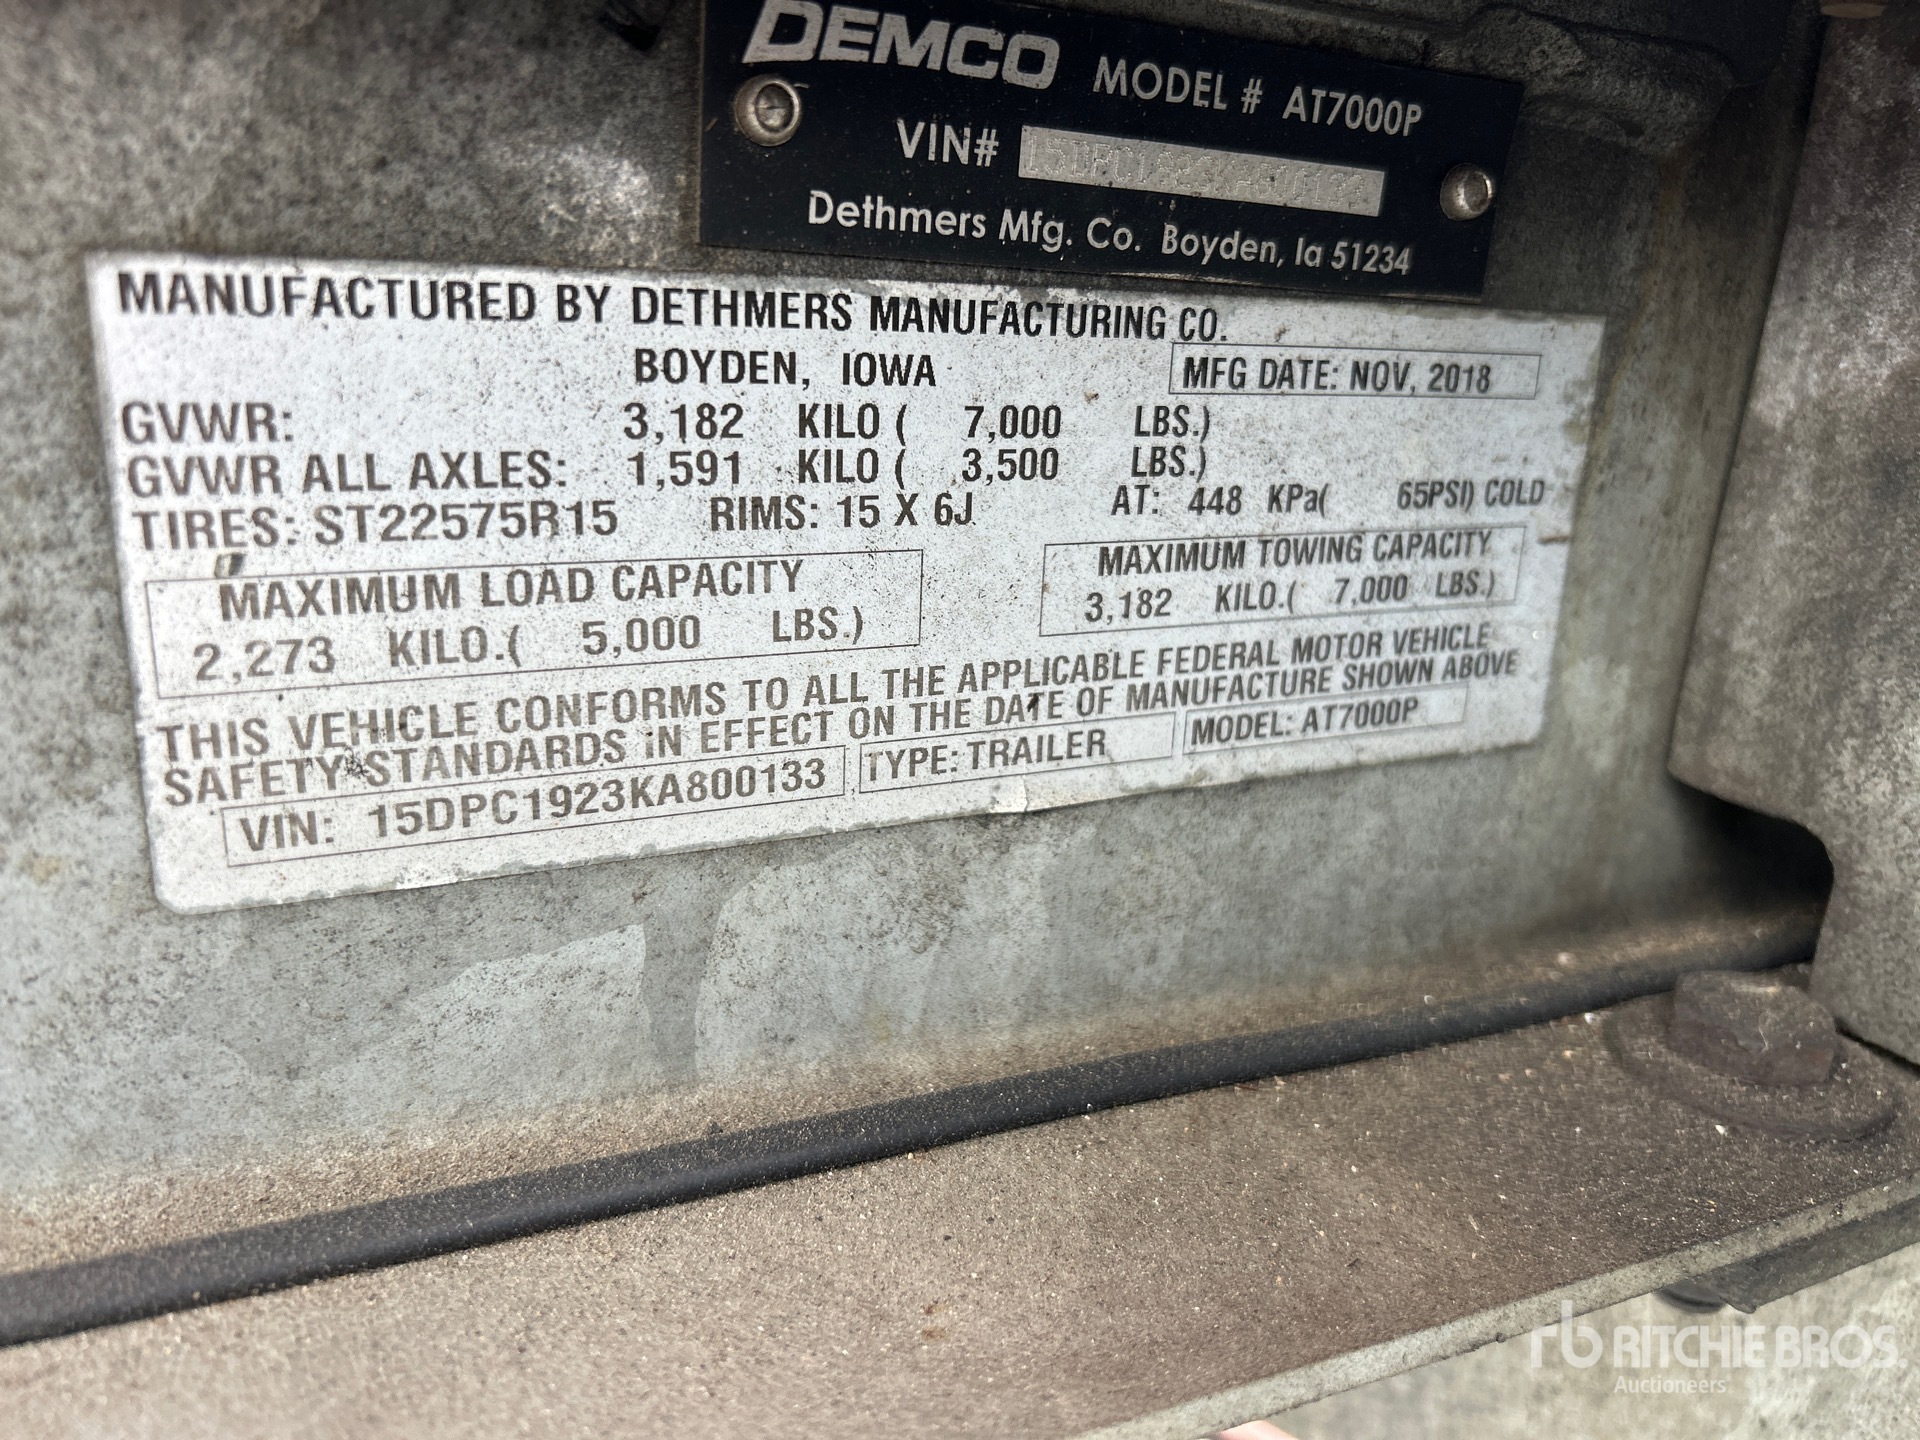 DEMCO MODEL # AT7000P
VIN# 15DPC1923KA800133
Dethmers Mfg. Co. Boyden, Ia 51234
MANUFACTURED BY DETHMERS MANUFACTURING CO.
BOYDEN, IOWA MFG DATE: NOV, 2018
GVWR: 3,182 KILO ( 7,000 LBS.)
GVWR ALL AXLES: 1,591 KILO ( 3,500 LBS.)
TIRES: ST22575R15 RIMS: 15 X 6J AT: 448 KPa( 65PSI) COLD
MAXIMUM LOAD CAPACITY MAXIMUM TOWING CAPACITY
2,273 KILO.( 5,000 LBS.) 3,182 KILO.( 7,000 LBS.)
THIS VEHICLE CONFORMS TO ALL THE APPLICABLE FEDERAL MOTOR VEHICLE
SAFETY STANDARDS IN EFFECT ON THE DATE OF MANUFACTURE SHOWN ABOVE
VIN: 15DPC1923KA800133 TYPE: TRAILER MODEL: AT7000P
rb RITCHIE BROS.
Auctioneers